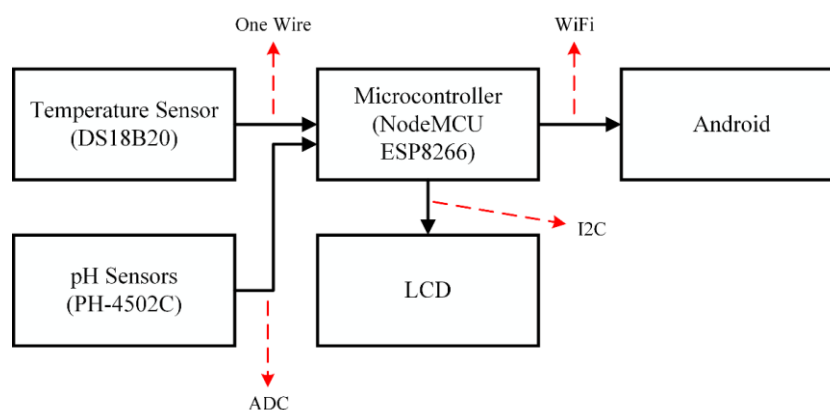 One Wire
WiFi
Temperature Sensor
(DS18B20)
Microcontroller
(NodeMCU
ESP8266)
Android
pH Sensors
(PH-4502C)
LCD
I2C
ADC